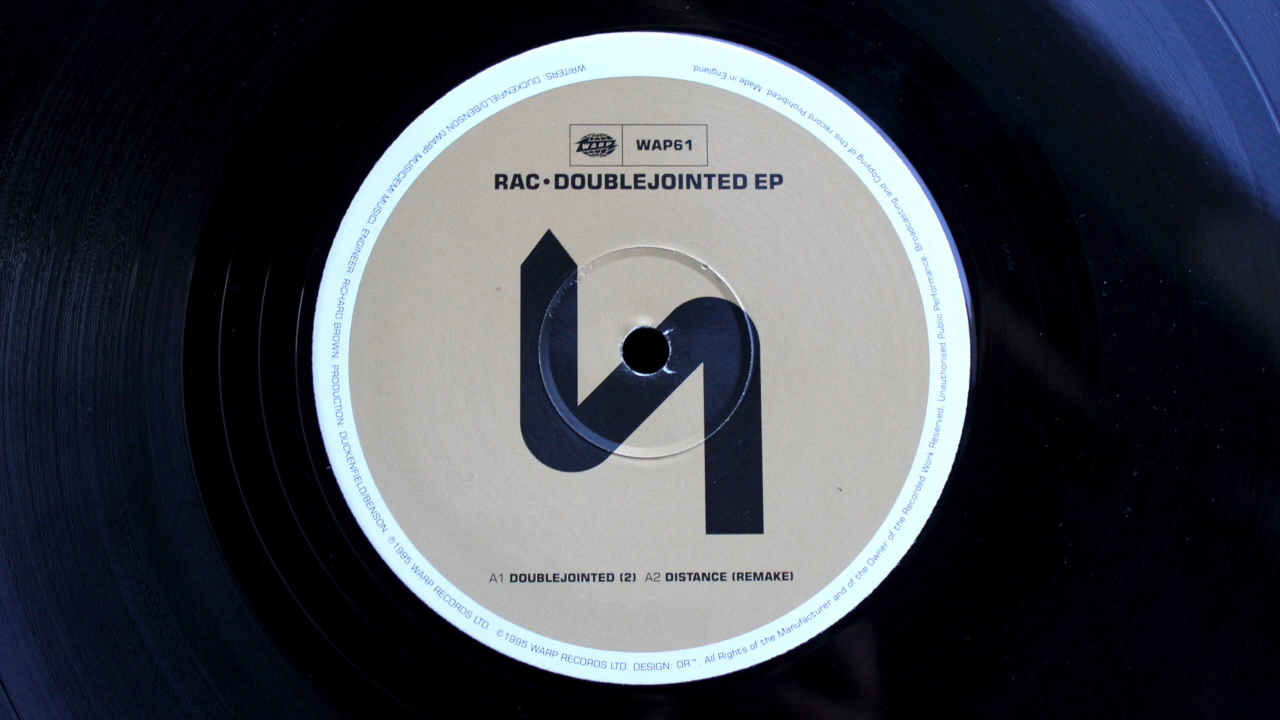 WARP
WAP61
RAC•DOUBLEJOINTED EP
A1 DOUBLEJOINTED (2) A2 DISTANCE (REMAKE)
WRITERS: DUCKENFIELD/BENSON (WARP MUSIC/EMI MUSIC). ENGINEER: RICHARD BROWN. PRODUCTION: DUCKENFIELD/BENSON ℗1995 WARP RECORDS LTD. ©1995 WARP RECORDS LTD. DESIGN: DR™. All Rights of the Manufacturer and of the Owner of the Recorded Work Reserved. Unauthorised Public Performance, Broadcasting and Copying of this record Prohibited. Made in England.